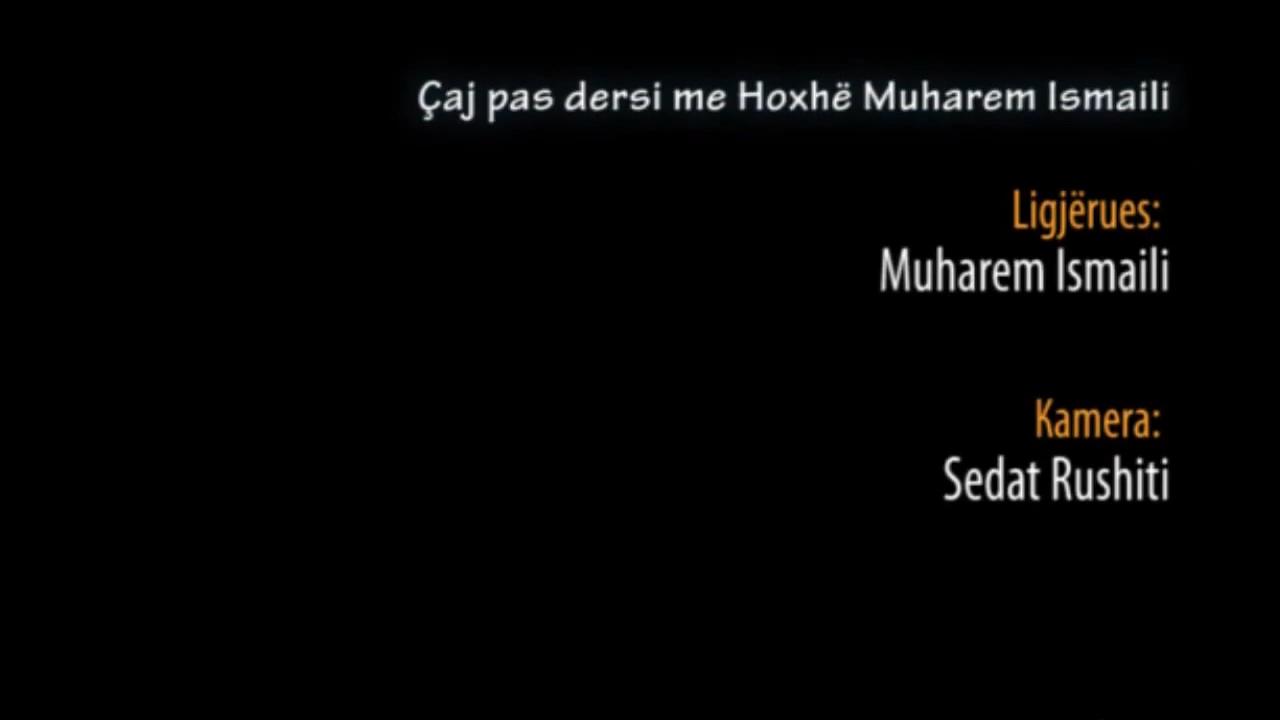 Çaj pas dersi me Hoxhë Muharem Ismaili
Ligjërues:
Muharem Ismaili
Kamera:
Sedat Rushiti